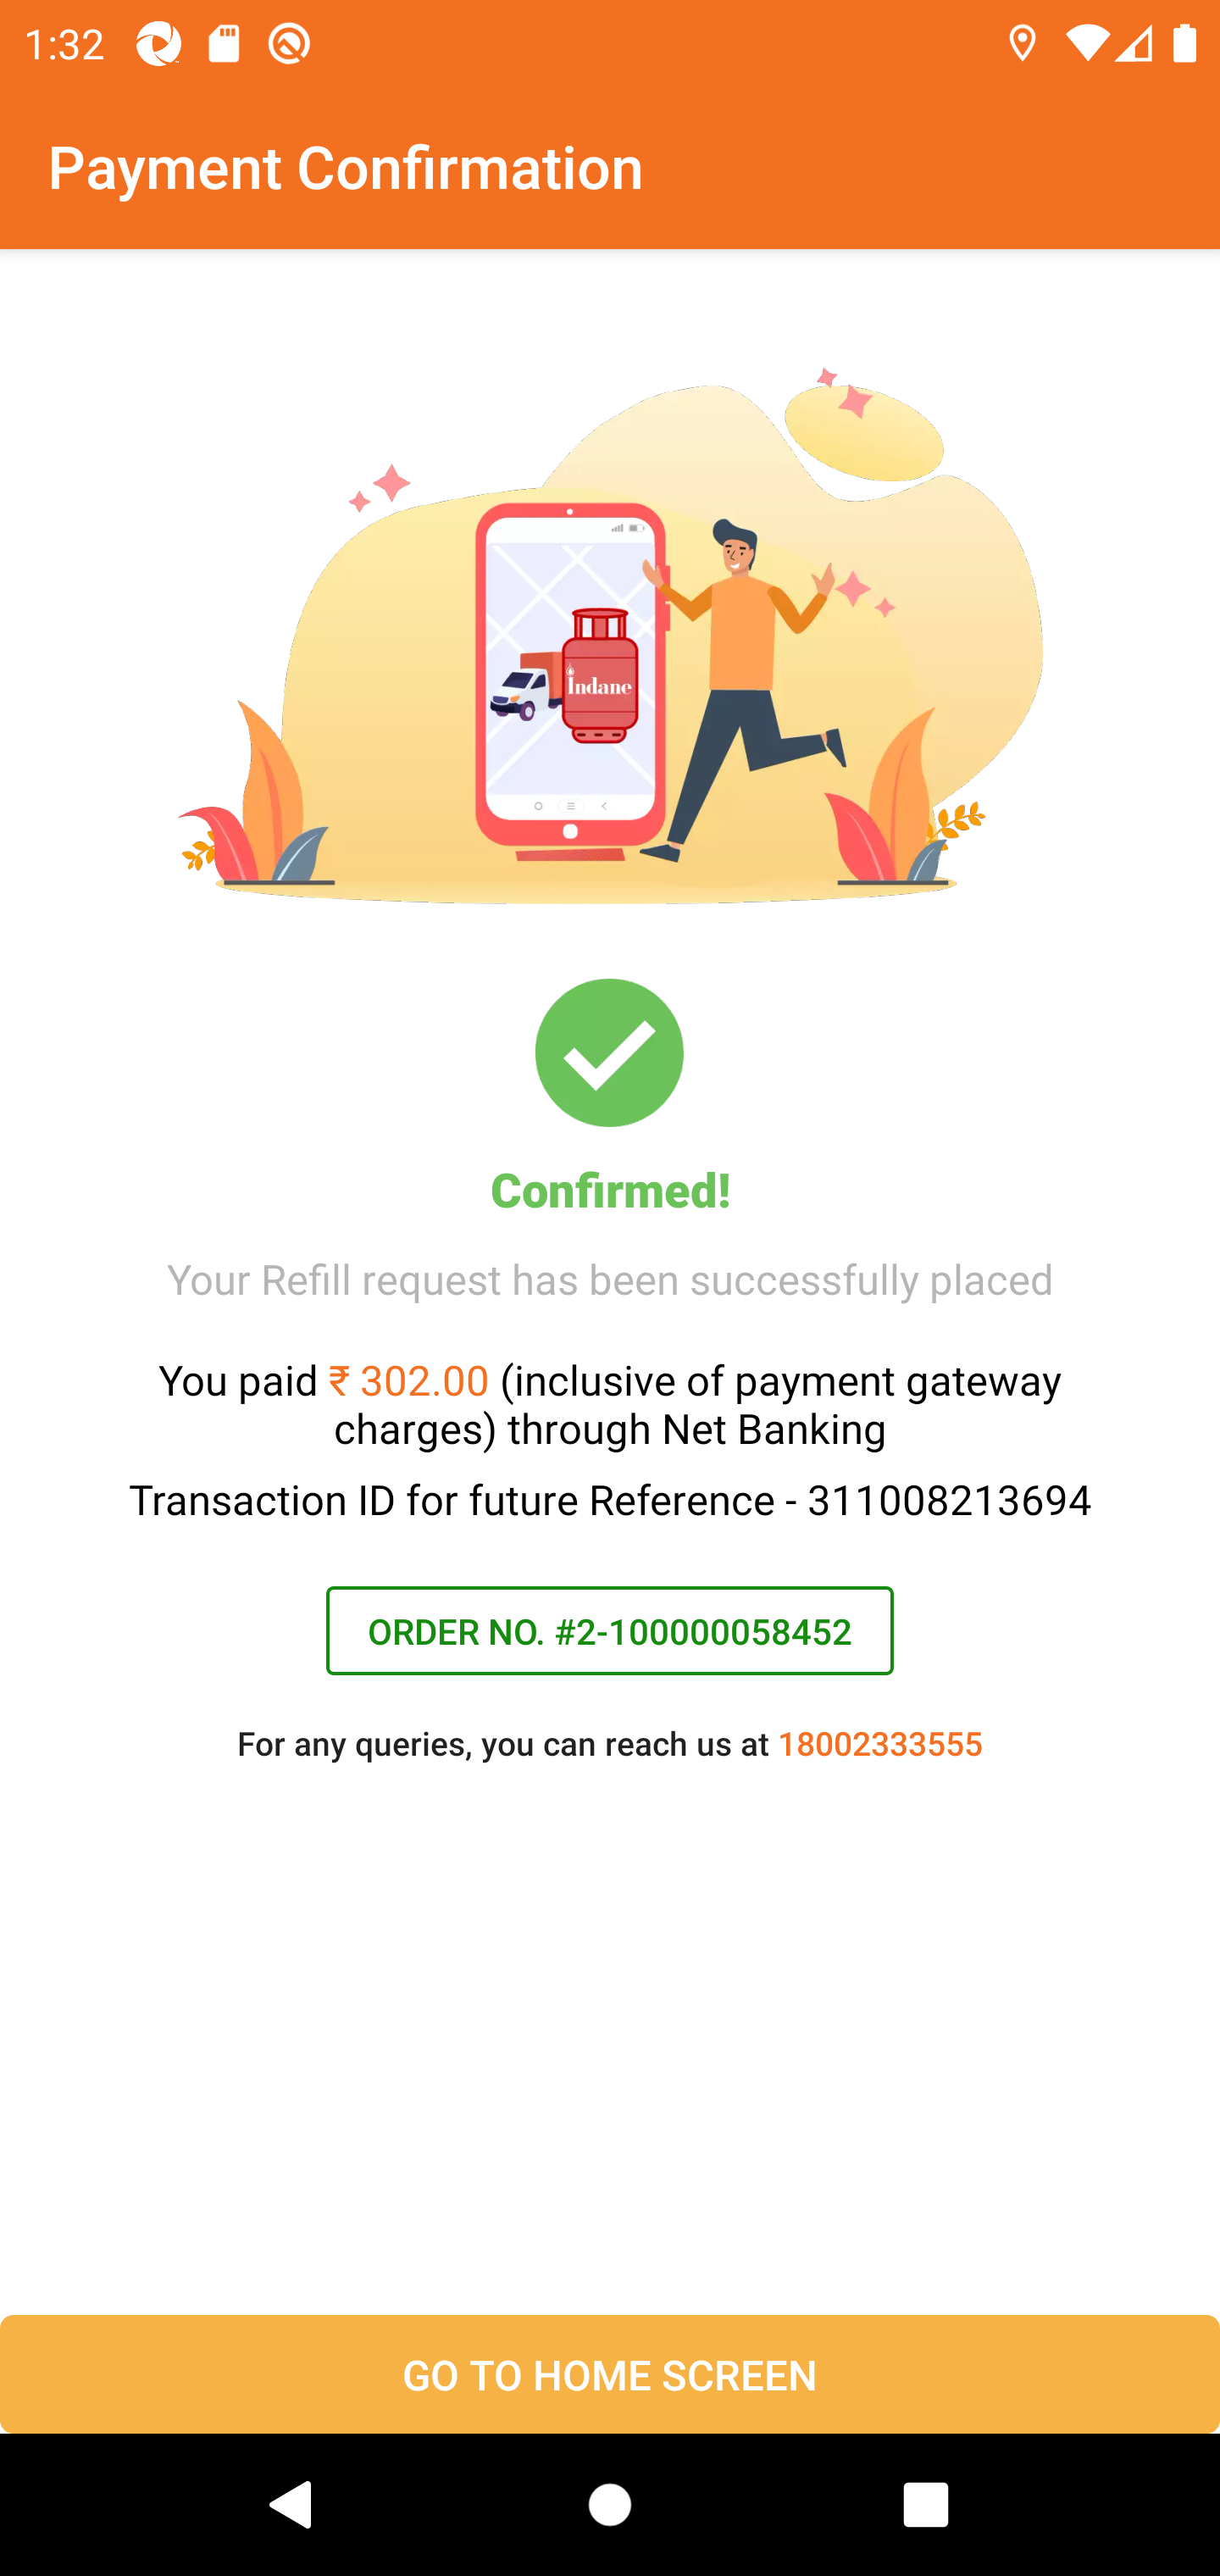 1:32
Payment Confirmation
Indane
Confirmed!
Your Refill request has been successfully placed
You paid ₹ 302.00 (inclusive of payment gateway
charges) through Net Banking
Transaction ID for future Reference - 311008213694
ORDER NO. #2-100000058452
For any queries, you can reach us at 18002333555
GO TO HOME SCREEN